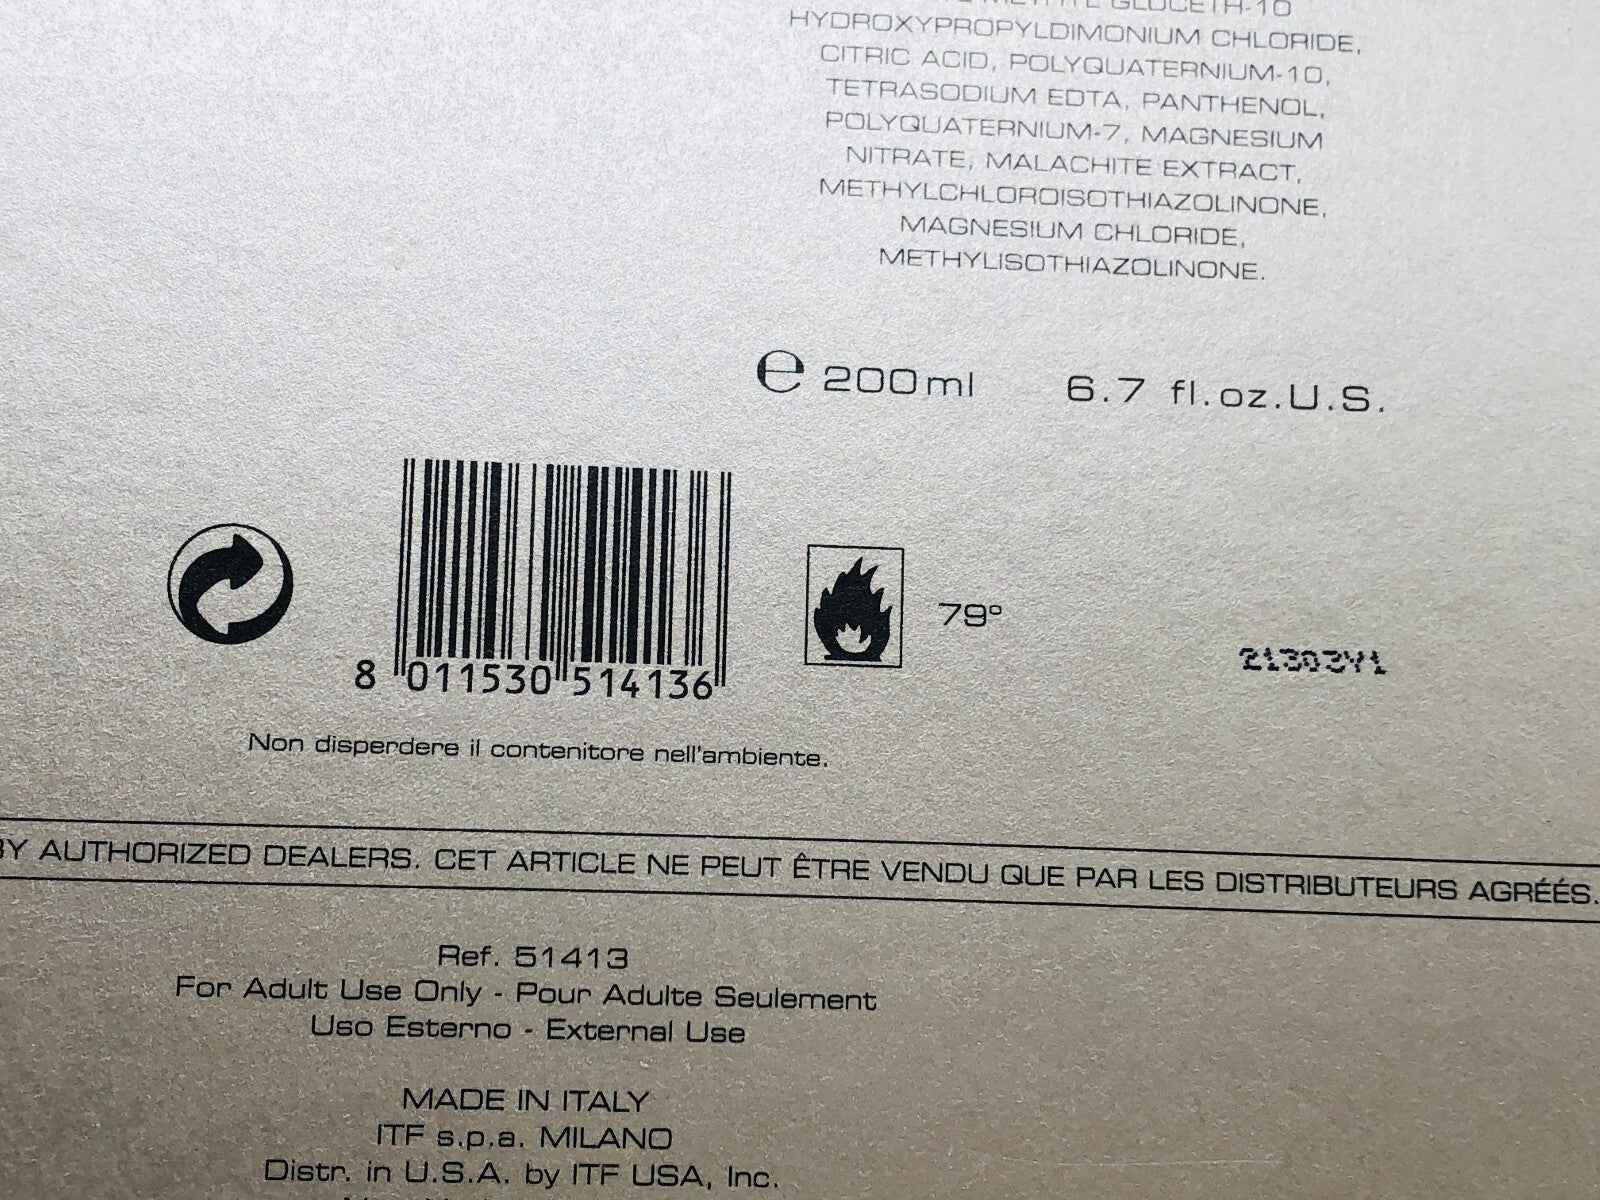 GLUCETH-10
HYDROXYPROPYLDIMONIUM CHLORIDE,
CITRIC ACID, POLYQUATERNIUM-10,
TETRASODIUM EDTA, PANTHENOL,
POLYQUATERNIUM-7, MAGNESIUM
NITRATE, MALACHITE EXTRACT,
METHYLCHLOROISOTHIAZOLINONE,
MAGNESIUM CHLORIDE,
METHYLISOTHIAZOLINONE.
e 200ml 6.7 fl.oz.U.S.
79°
21303Y1
8 011530 514136
Non disperdere il contenitore nell'ambiente.
BY AUTHORIZED DEALERS. CET ARTICLE NE PEUT ÊTRE VENDU QUE PAR LES DISTRIBUTEURS AGRÉÉS.
Ref. 51413
For Adult Use Only - Pour Adulte Seulement
Uso Esterno - External Use
MADE IN ITALY
ITF s.p.a. MILANO
Distr. in U.S.A. by ITF USA, Inc.